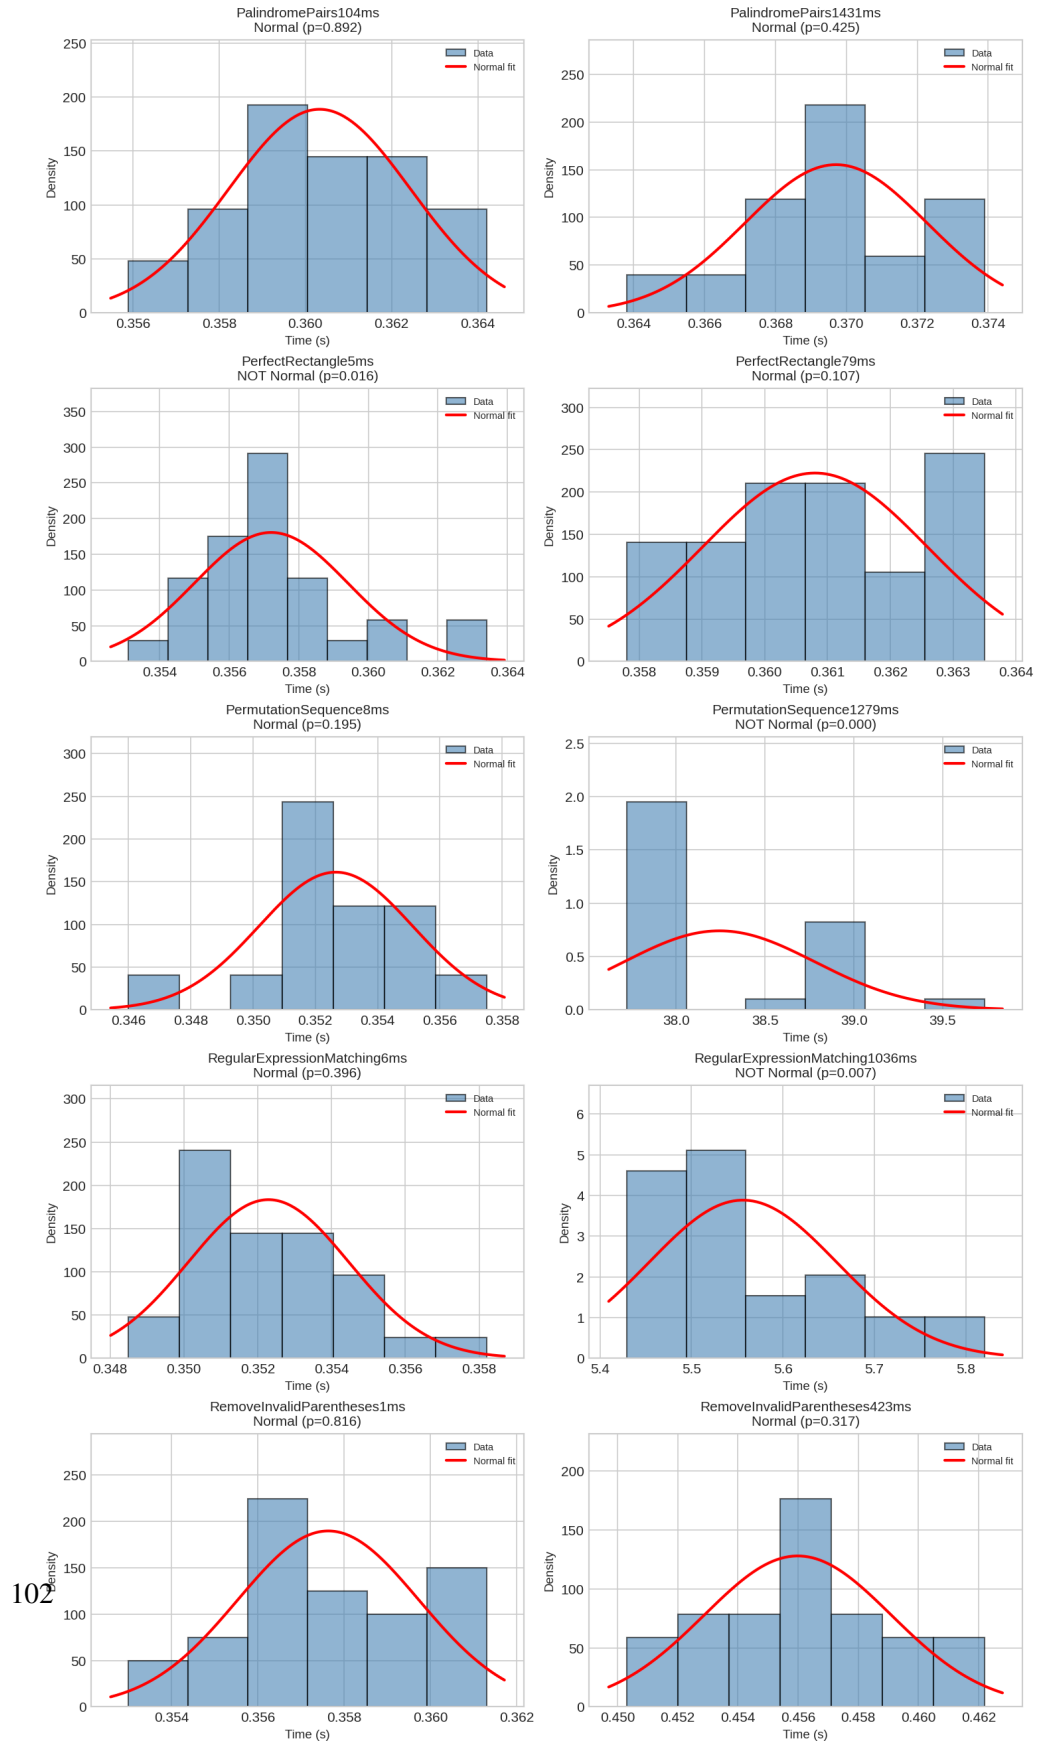 PalindromePairs104ms
Normal (p=0.892)
Data
Normal fit
Density
250
200
150
100
50
0
0.356
0.358
0.360
0.362
0.364
Time (s)
PalindromePairs1431ms
Normal (p=0.425)
Data
Normal fit
Density
250
200
150
100
50
0
0.364
0.366
0.368
0.370
0.372
0.374
Time (s)
PerfectRectangle5ms
NOT Normal (p=0.016)
Data
Normal fit
Density
350
300
250
200
150
100
50
0
0.354
0.356
0.358
0.360
0.362
0.364
Time (s)
PerfectRectangle79ms
Normal (p=0.107)
Data
Normal fit
Density
300
250
200
150
100
50
0
0.358
0.359
0.360
0.361
0.362
0.363
0.364
Time (s)
PermutationSequence8ms
Normal (p=0.195)
Data
Normal fit
Density
300
250
200
150
100
50
0
0.346
0.348
0.350
0.352
0.354
0.356
0.358
Time (s)
PermutationSequence1279ms
NOT Normal (p=0.000)
Data
Normal fit
Density
2.5
2.0
1.5
1.0
0.5
0.0
38.0
38.5
39.0
39.5
Time (s)
RegularExpressionMatching6ms
Normal (p=0.396)
Data
Normal fit
Density
300
250
200
150
100
50
0
0.348
0.350
0.352
0.354
0.356
0.358
Time (s)
RegularExpressionMatching1036ms
NOT Normal (p=0.007)
Data
Normal fit
Density
6
5
4
3
2
1
0
5.4
5.5
5.6
5.7
5.8
Time (s)
RemoveInvalidParentheses1ms
Normal (p=0.816)
Data
Normal fit
Density
250
200
150
100
50
0
0.354
0.356
0.358
0.360
0.362
Time (s)
RemoveInvalidParentheses423ms
Normal (p=0.317)
Data
Normal fit
Density
200
150
100
50
0
0.450
0.452
0.454
0.456
0.458
0.460
0.462
Time (s)
102